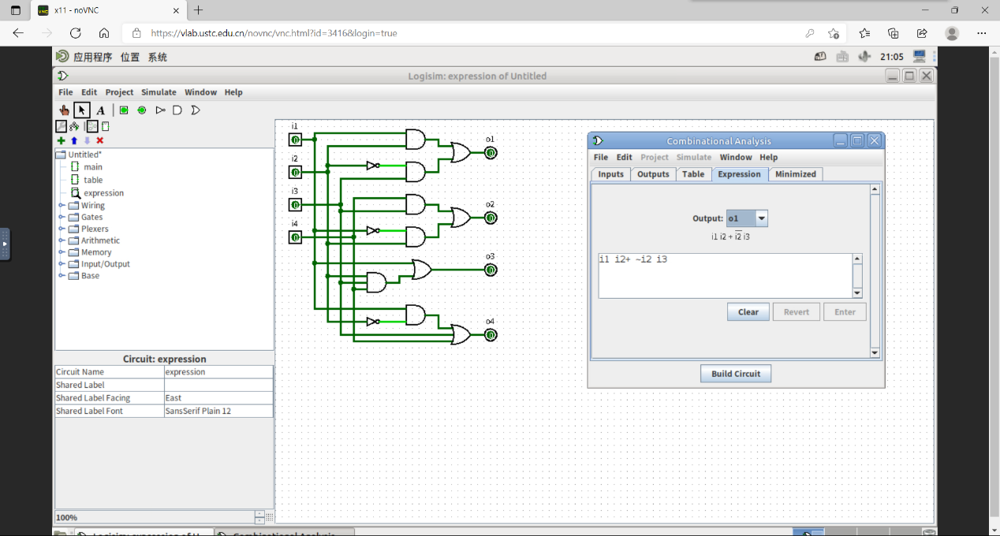 x11 - noVNC
https://vlab.ustc.edu.cn/novnc/vnc.html?id=3416&login=true
应用程序 位置 系统
21:05
Logisim: expression of Untitled
File Edit Project Simulate Window Help
Untitled*
main
table
expression
Wiring
Gates
Plexers
Arithmetic
Memory
Input/Output
Base
Circuit: expression
Circuit Name expression
Shared Label
Shared Label Facing East
Shared Label Font SansSerif Plain 12
100%
i1
i2
i3
i4
o1
o2
o3
o4
Combinational Analysis
File Edit Project Simulate Window Help
Inputs Outputs Table Expression Minimized
Output: o1
i1 i2 + i2 i3
i1 i2+ ~i2 i3
Clear Revert Enter
Build Circuit